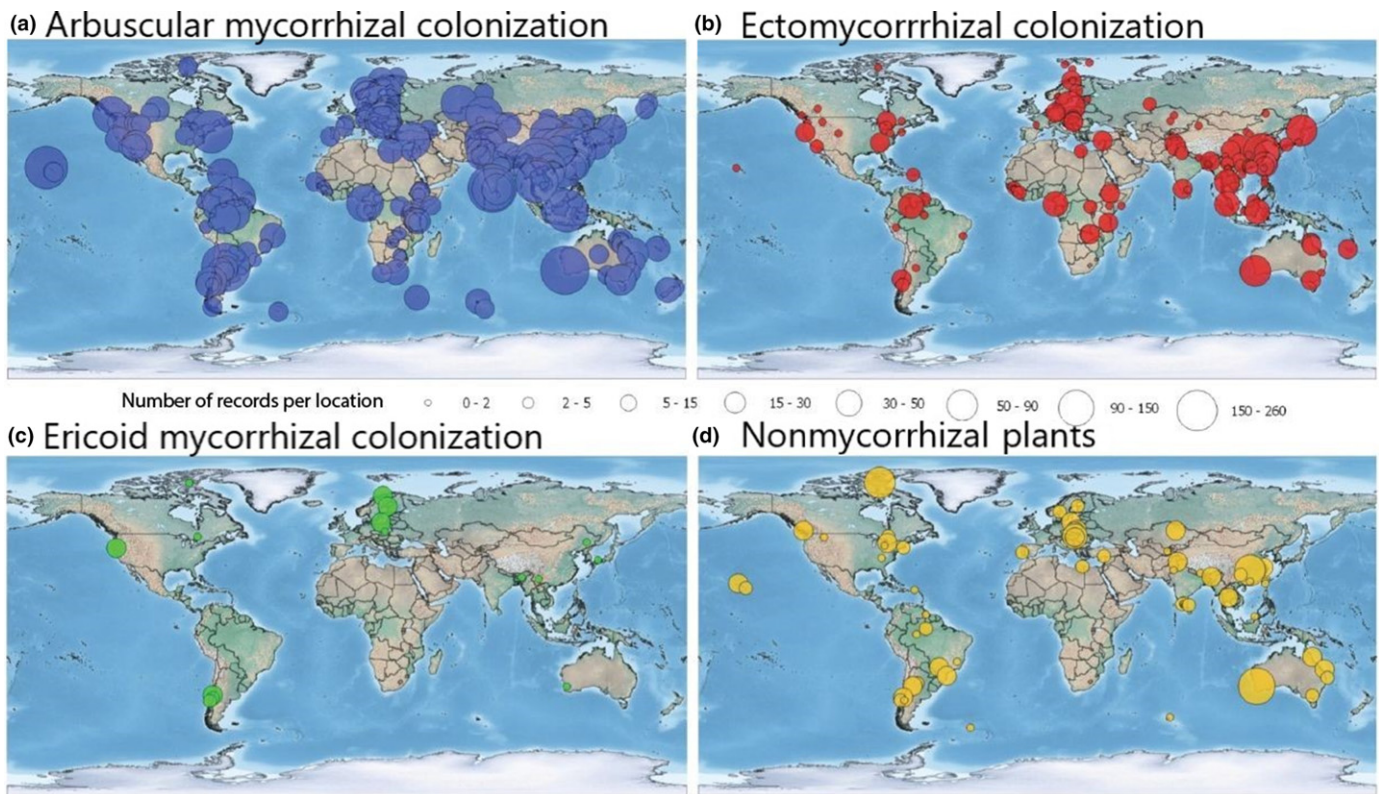 (a) Arbuscular mycorrhizal colonization
(b) Ectomycorrrhizal colonization
Number of records per location 0 - 2 2 - 5 5 - 15 15 - 30 30 - 50 50 - 90 90 - 150 150 - 260
(c) Ericoid mycorrhizal colonization
(d) Nonmycorrhizal plants